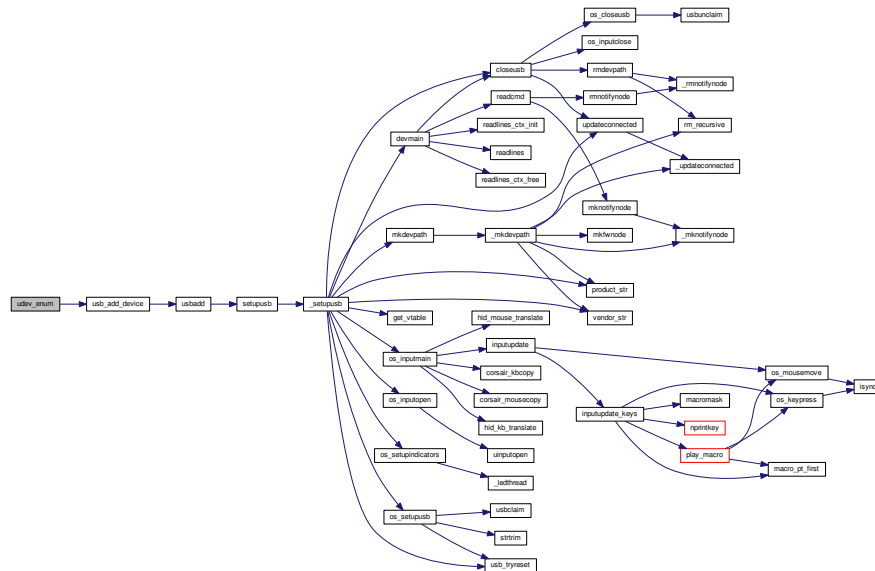 os_closeusb
usbunclaim
os_inputclose
closeusb
rmdevpath
_rmnotifynode
readcmd
rmnotifynode
readlines_ctx_init
updateconnected
rm_recursive
devmain
readlines
_updateconnected
readlines_ctx_free
mknotifynode
mkdevpath
_mkdevpath
mkfwnode
_mknotifynode
product_str
udev_enum
usb_add_device
usbadd
setupusb
_setupusb
get_vtable
hid_mouse_translate
vendor_str
os_inputmain
inputupdate
corsair_kbcopy
os_mousemove
isync
os_inputopen
corsair_mousecopy
inputupdate_keys
macromask
os_keypress
hid_kb_translate
nprintkey
os_setupindicators
uinputopen
play_macro
macro_pt_first
_ledthread
os_setupusb
usbclaim
strtrim
usb_tryreset